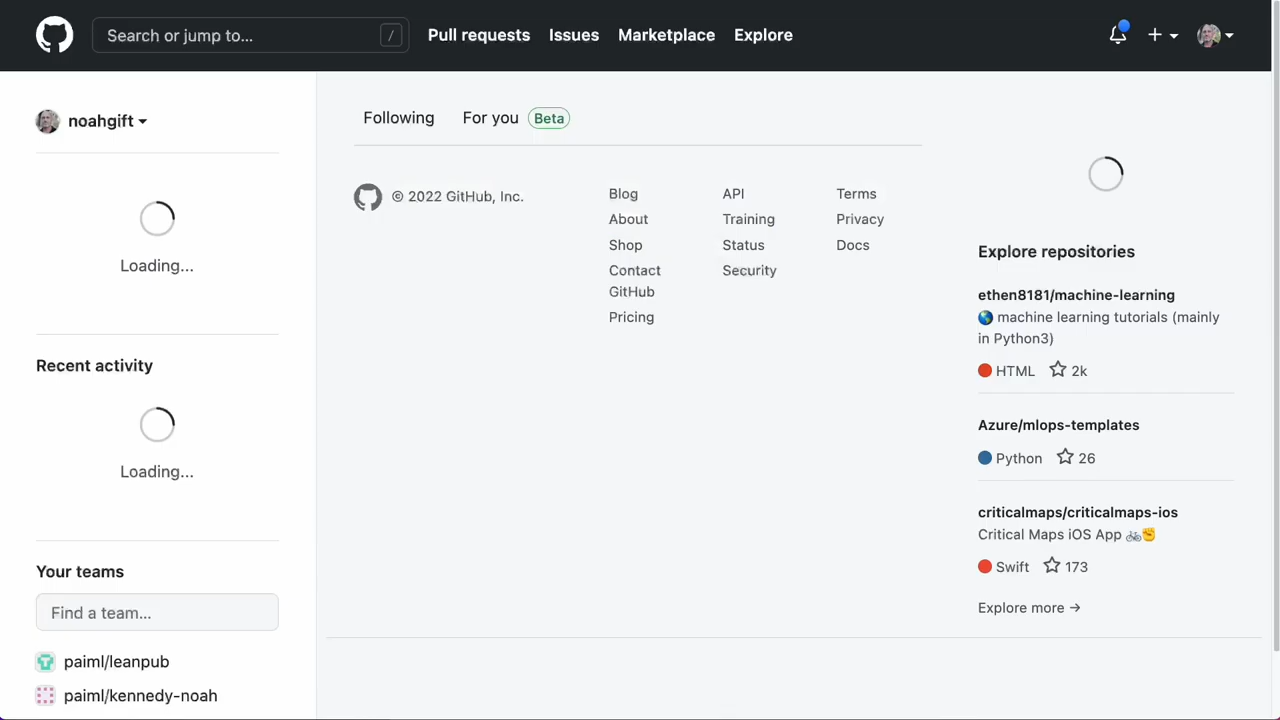 Search or jump to... /
Pull requests
Issues
Marketplace
Explore
noahgift
Loading...
Recent activity
Loading...
Your teams
Find a team...
paiml/leanpub
paiml/kennedy-noah
Following
For you Beta
© 2022 GitHub, Inc.
Blog
About
Shop
Contact
GitHub
Pricing
API
Training
Status
Security
Terms
Privacy
Docs
Explore repositories
ethen8181/machine-learning
🌎 machine learning tutorials (mainly
in Python3)
HTML 2k
Azure/mlops-templates
Python 26
criticalmaps/criticalmaps-ios
Critical Maps iOS App 🚲✊
Swift 173
Explore more →